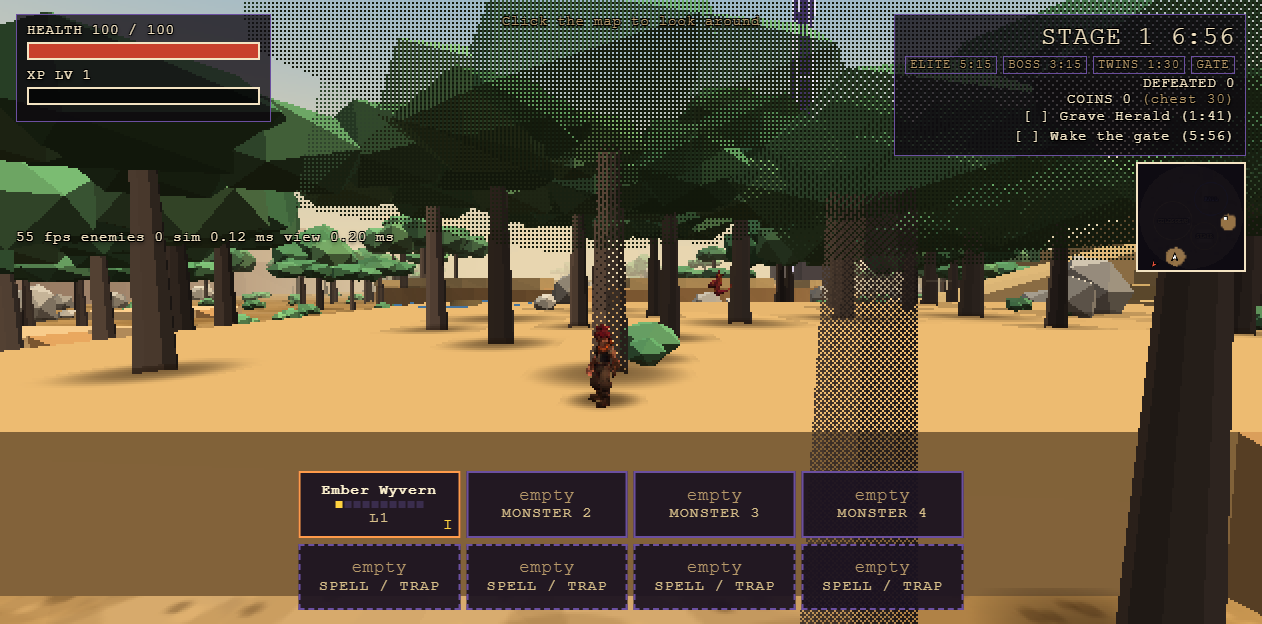 HEALTH 100 / 100
XP LV 1
Click the map to look around
STAGE 1 6:56
ELITE 5:15 BOSS 3:15 TWINS 1:30 GATE
DEFEATED 0
COINS 0 (chest 30)
[ ] Grave Herald (1:41)
[ ] Wake the gate (5:56)
55 fps enemies 0 sim 0.12 ms view 0.20 ms
Ember Wyvern
L1
I
empty
MONSTER 2
empty
MONSTER 3
empty
MONSTER 4
empty
SPELL / TRAP
empty
SPELL / TRAP
empty
SPELL / TRAP
empty
SPELL / TRAP